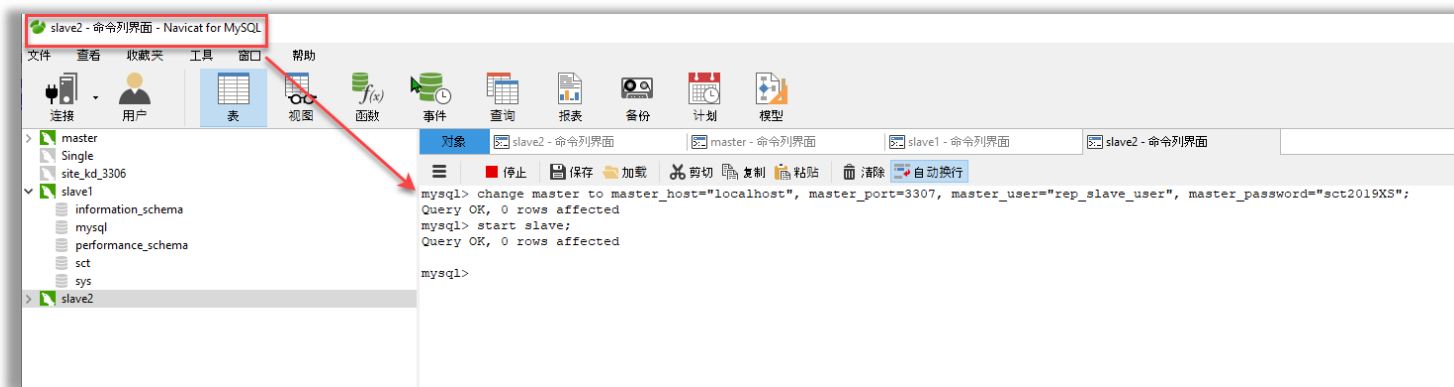 slave2 - 命令列界面 - Navicat for MySQL
文件 查看 收藏夹 工具 窗口 帮助
连接 用户 表 视图 f(x) 函数 事件 查询 报表 备份 计划 模型
master
Single
site_kd_3306
slave1
information_schema
mysql
performance_schema
sct
sys
slave2
对象 slave2 - 命令列界面 master - 命令列界面 slave1 - 命令列界面 slave2 - 命令列界面
停止 保存 加载 剪切 复制 粘贴 清除 自动换行
mysql> change master to master_host="localhost", master_port=3307, master_user="rep_slave_user", master_password="sct2019XS";
Query OK, 0 rows affected
mysql> start slave;
Query OK, 0 rows affected
mysql>